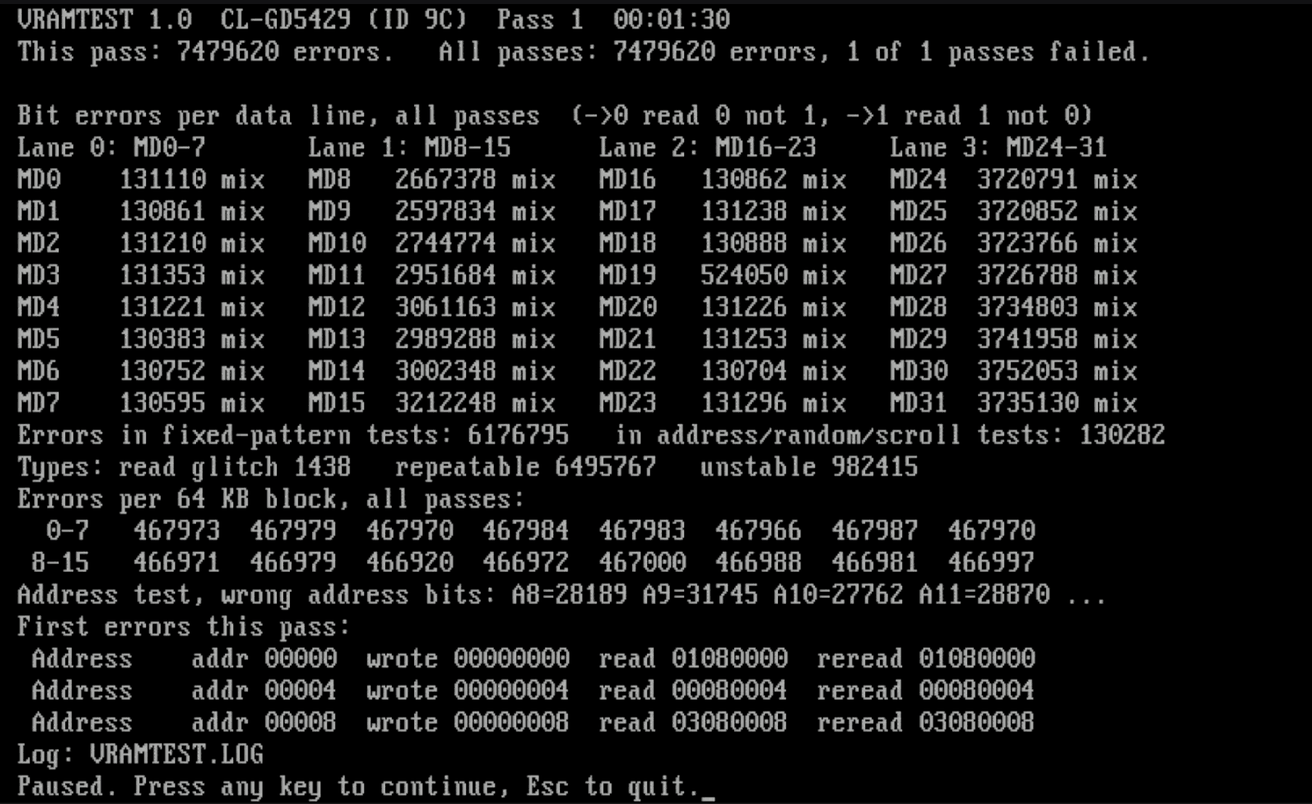 VRAMTEST 1.0  CL-GD5429 (ID 9C)  Pass 1  00:01:30
This pass: 7479620 errors.   All passes: 7479620 errors, 1 of 1 passes failed.
Bit errors per data line, all passes  (->0 read 0 not 1, ->1 read 1 not 0)
Lane 0: MD0-7       Lane 1: MD8-15      Lane 2: MD16-23     Lane 3: MD24-31
MD0    131110 mix   MD8   2667378 mix   MD16   130862 mix   MD24  3720791 mix
MD1    130861 mix   MD9   2597834 mix   MD17   131238 mix   MD25  3720852 mix
MD2    131210 mix   MD10  2744774 mix   MD18   130888 mix   MD26  3723766 mix
MD3    131353 mix   MD11  2951684 mix   MD19   524050 mix   MD27  3726788 mix
MD4    131221 mix   MD12  3061163 mix   MD20   131226 mix   MD28  3734803 mix
MD5    130383 mix   MD13  2989288 mix   MD21   131253 mix   MD29  3741958 mix
MD6    130752 mix   MD14  3002348 mix   MD22   130704 mix   MD30  3752053 mix
MD7    130595 mix   MD15  3212248 mix   MD23   131296 mix   MD31  3735130 mix
Errors in fixed-pattern tests: 6176795   in address/random/scroll tests: 130282
Types: read glitch 1438   repeatable 6495767   unstable 982415
Errors per 64 KB block, all passes:
  0-7   467973  467979  467970  467984  467983  467966  467987  467970
 8-15   466971  466979  466920  466972  467000  466988  466981  466997
Address test, wrong address bits: A8=28189 A9=31745 A10=27762 A11=28870 ...
First errors this pass:
 Address    addr 00000  wrote 00000000  read 01080000  reread 01080000
 Address    addr 00004  wrote 00000004  read 00080004  reread 00080004
 Address    addr 00008  wrote 00000008  read 03080008  reread 03080008
Log: VRAMTEST.LOG
Paused. Press any key to continue, Esc to quit._